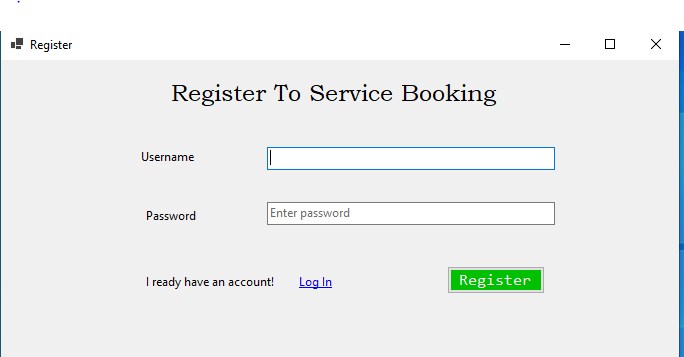 Register
Register To Service Booking
Username
Password
Enter password
I ready have an account!
Log In
Register